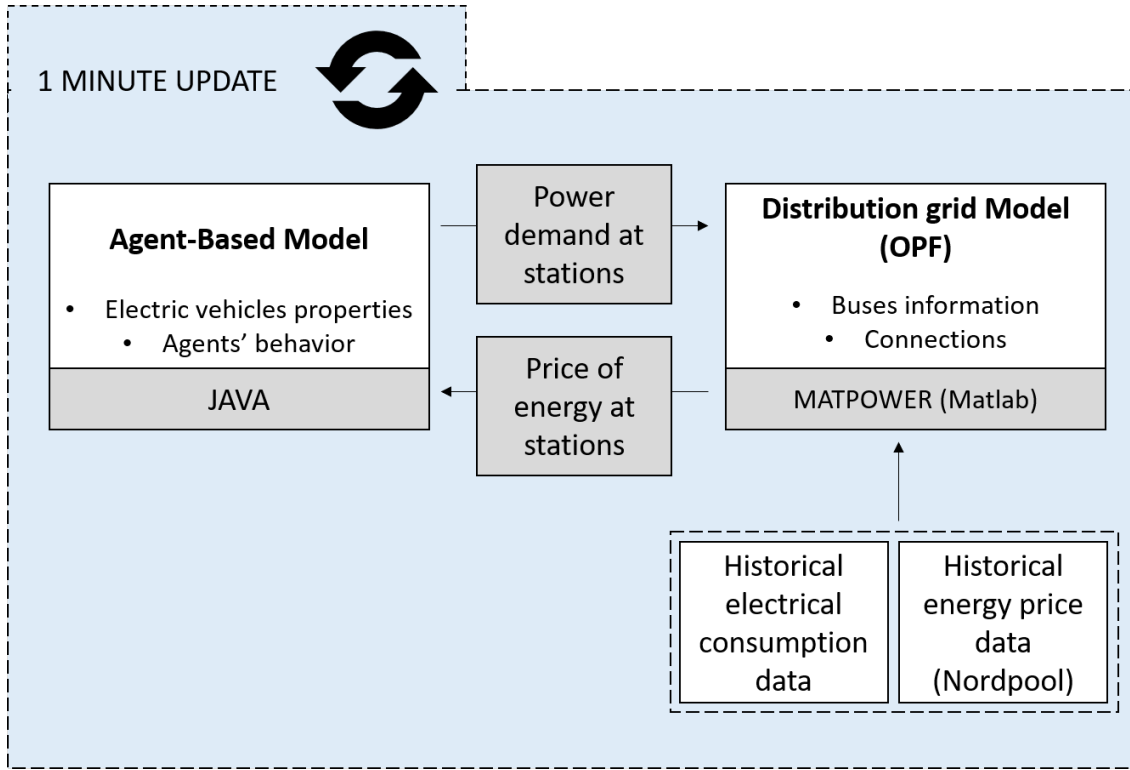 1 MINUTE UPDATE
Agent-Based Model
• Electric vehicles properties
• Agents’ behavior
JAVA
Power
demand at
stations
Price of
energy at
stations
Distribution grid Model
(OPF)
• Buses information
• Connections
MATPOWER (Matlab)
Historical
electrical
consumption
data
Historical
energy price
data
(Nordpool)